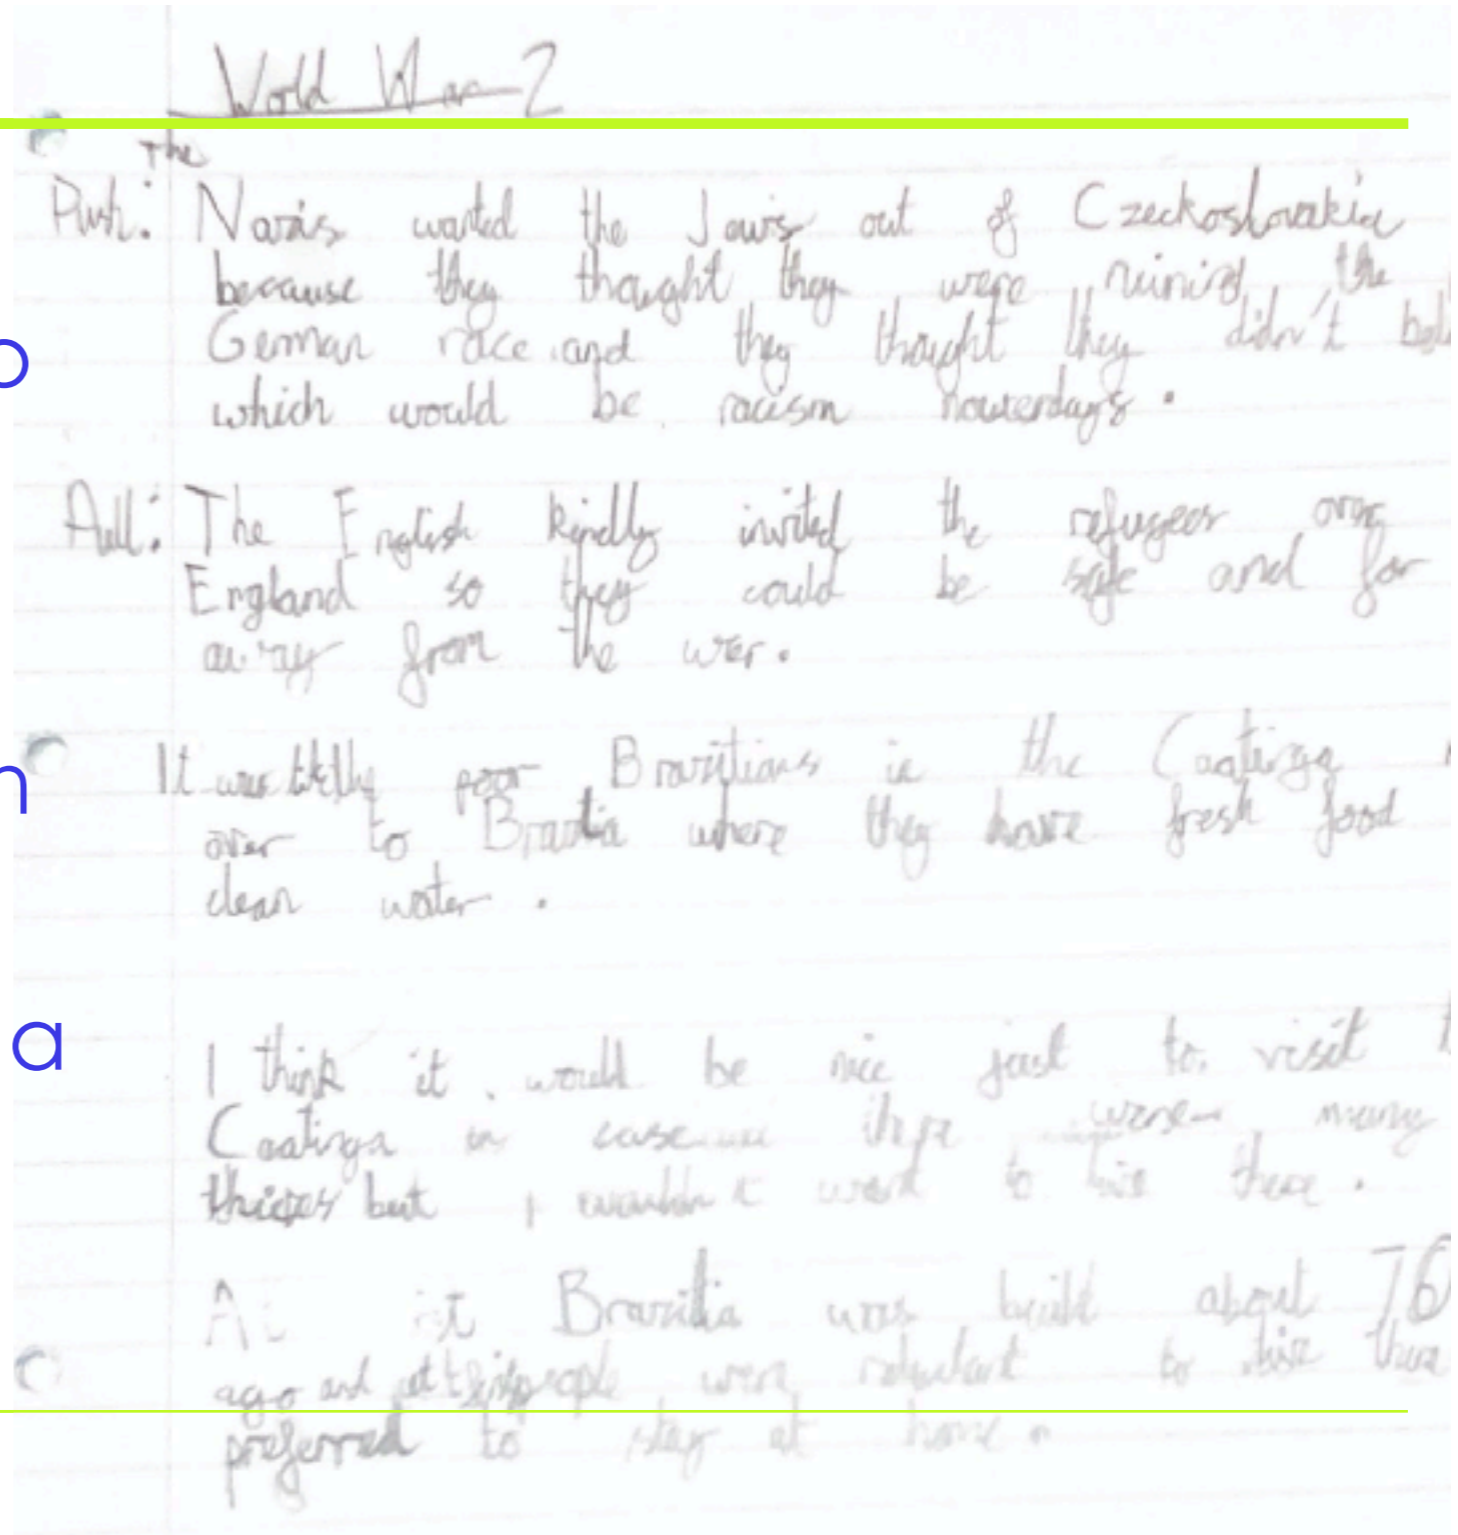 World War 2
The
Push: Nazis wanted the Jews out of Czeckoslovakia
because they thought they were ruining the
German race and they thought they didn't
which would be racism nowerdays.
Pull: The English kindly invited the refugees over
England so they could be safe and far
away from the war.
It was poor Brazilians in the Caatinga
over to Brazilia where they have fresh food
clean water.
I think it would be nice just to visit
Caatinga in case there were many
thieves but I wouldn't want to live there.
Brazilia was build about 76
ago and people were reluctant to live there
preferred to stay at home
o
n
a